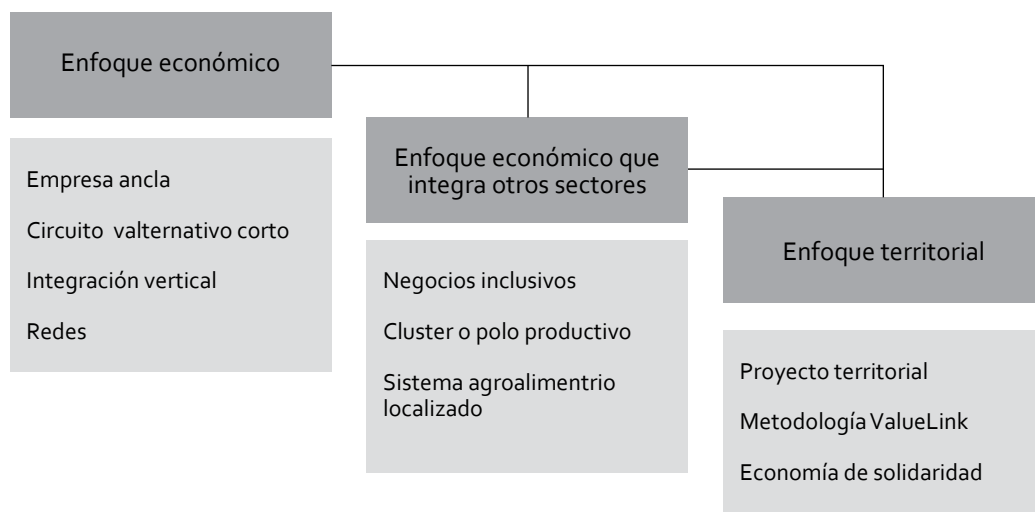 Enfoque económico
Empresa ancla
Circuito valternativo corto
Integración vertical
Redes
Enfoque económico que
integra otros sectores
Negocios inclusivos
Cluster o polo productivo
Sistema agroalimentrio
localizado
Enfoque territorial
Proyecto territorial
Metodología ValueLink
Economía de solidaridad